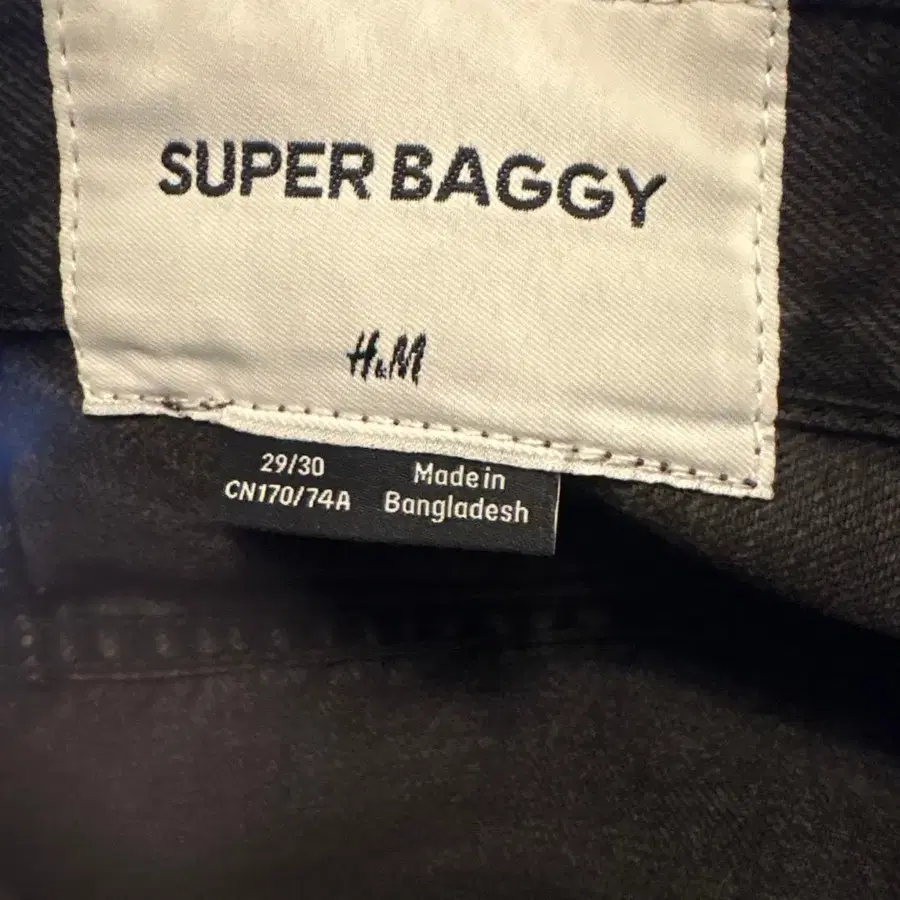 SUPER BAGGY
H&M
29/30
CN170/74A
Made in
Bangladesh